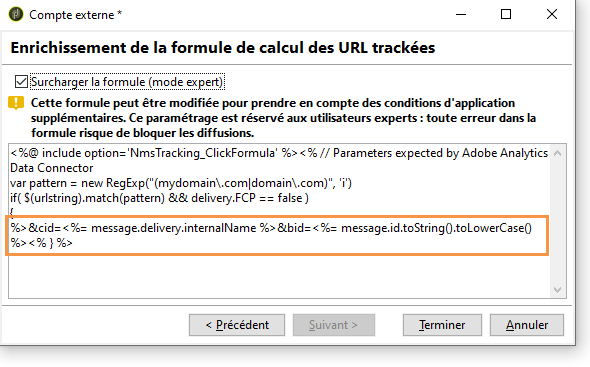 Compte externe *
Enrichissement de la formule de calcul des URL trackées
Surcharger la formule (mode expert)
Cette formule peut être modifiée pour prendre en compte des conditions d'application
supplémentaires. Ce paramétrage est réservé aux utilisateurs experts : toute erreur dans la
formule risque de bloquer les diffusions.
<%@ include option='NmsTracking_ClickFormula' %><% // Parameters expected by Adobe Analytics
Data Connector
var pattern = new RegExp("(mydomain\.com|domain\.com)", 'i')
if( $(urlstring).match(pattern) && delivery.FCP == false )
{
%>&cid=<%= message.delivery.internalName %>&bid=<%= message.id.toString().toLowerCase()
%><% } %>
< Précédent
Suivant >
Terminer
Annuler